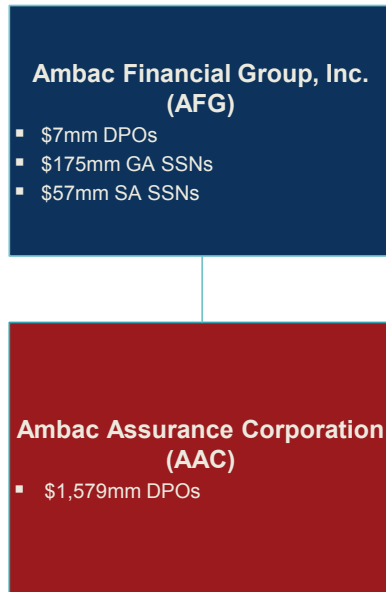 Ambac Financial Group, Inc.
(AFG)
▪ $7mm DPOs
▪ $175mm GA SSNs
▪ $57mm SA SSNs
Ambac Assurance Corporation
(AAC)
▪ $1,579mm DPOs